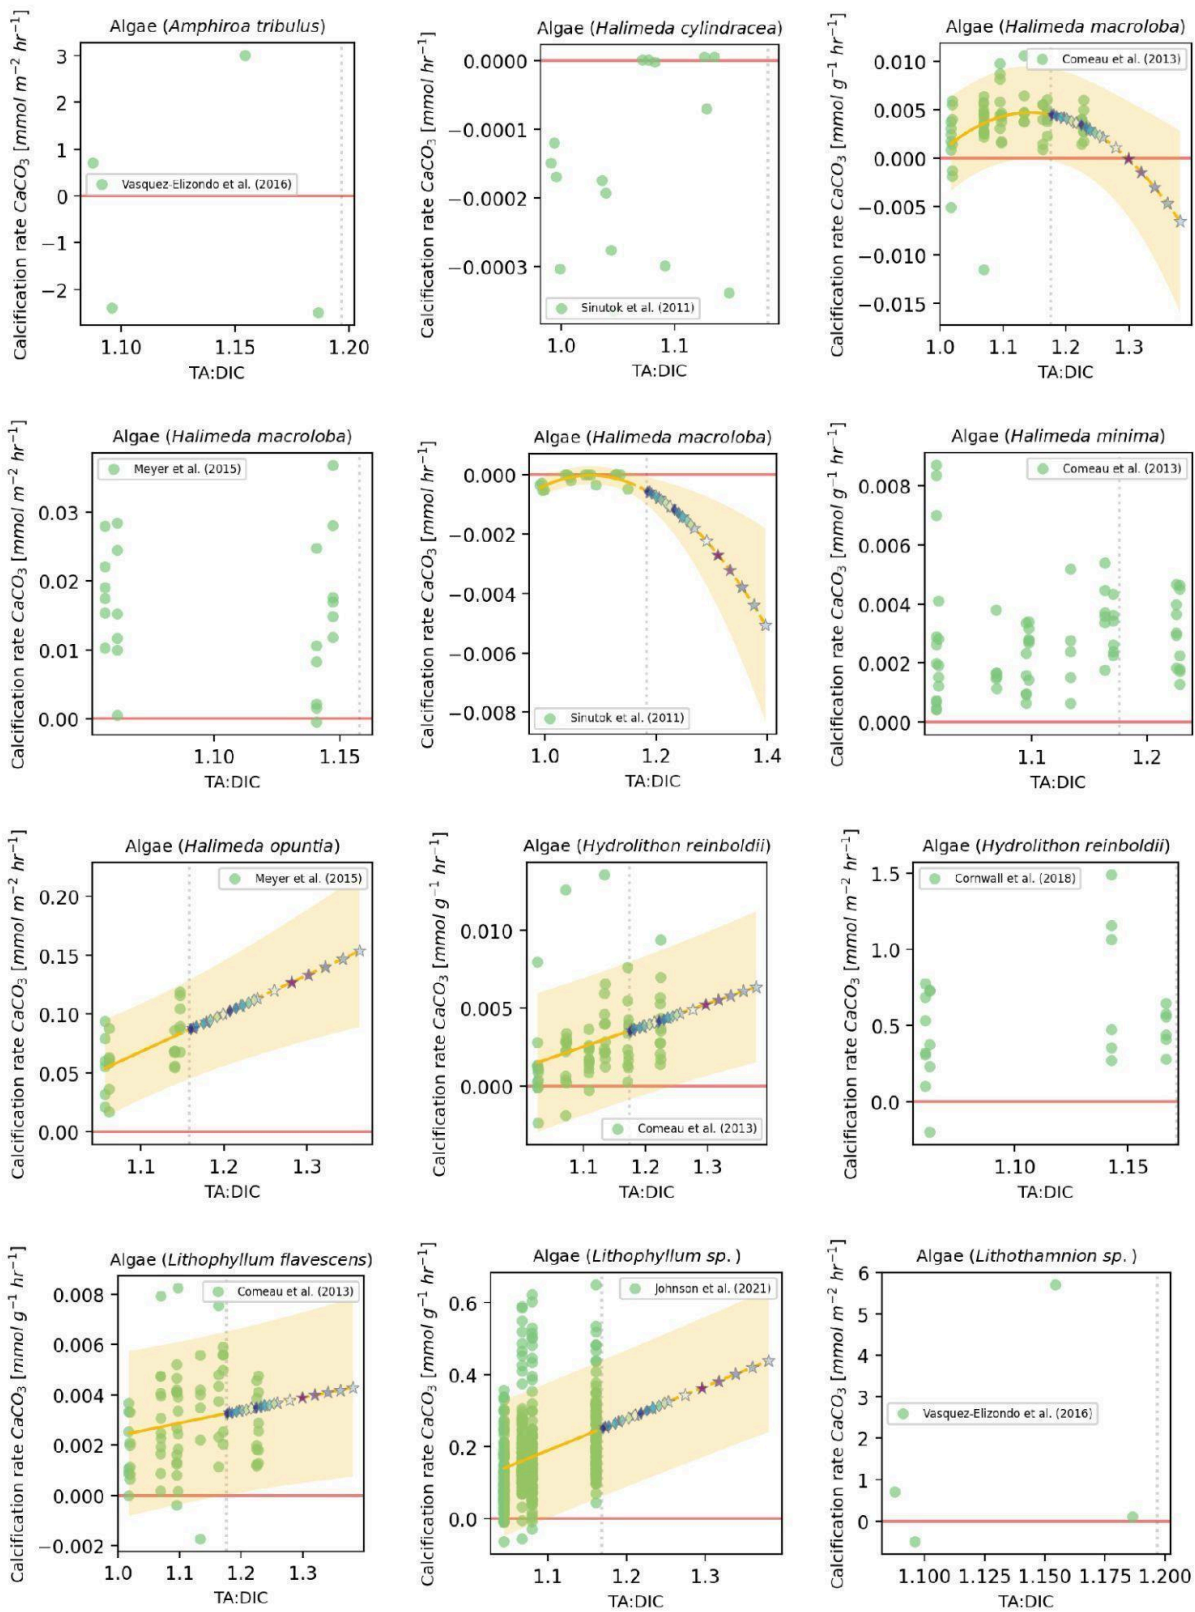 Algae (Amphiroa tribulus)
Calcification rate CaCO3 [mmol m−2 hr−1]
3
2
1
0
−1
−2
Vasquez-Elizondo et al. (2016)
1.10 1.15 1.20
TA:DIC
Algae (Halimeda cylindracea)
Calcification rate CaCO3 [mmol hr−1]
0.0000
−0.0001
−0.0002
−0.0003
Sinutok et al. (2011)
1.0 1.1
TA:DIC
Algae (Halimeda macroloba)
Calcification rate CaCO3 [mmol g−1 hr−1]
0.010
0.005
0.000
−0.005
−0.010
−0.015
Comeau et al. (2013)
1.0 1.1 1.2 1.3
TA:DIC
Algae (Halimeda macroloba)
Calcification rate CaCO3 [mmol m−2 hr−1]
0.03
0.02
0.01
0.00
Meyer et al. (2015)
1.10 1.15
TA:DIC
Algae (Halimeda macroloba)
Calcification rate CaCO3 [mmol hr−1]
0.000
−0.002
−0.004
−0.006
−0.008
Sinutok et al. (2011)
1.0 1.2 1.4
TA:DIC
Algae (Halimeda minima)
Calcification rate CaCO3 [mmol g−1 hr−1]
0.008
0.006
0.004
0.002
0.000
Comeau et al. (2013)
1.1 1.2
TA:DIC
Algae (Halimeda opuntia)
Calcification rate CaCO3 [mmol m−2 hr−1]
0.20
0.15
0.10
0.05
0.00
Meyer et al. (2015)
1.1 1.2 1.3
TA:DIC
Algae (Hydrolithon reinboldii)
Calcification rate CaCO3 [mmol g−1 hr−1]
0.010
0.005
0.000
Comeau et al. (2013)
1.1 1.2 1.3
TA:DIC
Algae (Hydrolithon reinboldii)
Calcification rate CaCO3 [mmol m−2 hr−1]
1.5
1.0
0.5
0.0
Cornwall et al. (2018)
1.10 1.15
TA:DIC
Algae (Lithophyllum flavescens)
Calcification rate CaCO3 [mmol g−1 hr−1]
0.008
0.006
0.004
0.002
0.000
−0.002
Comeau et al. (2013)
1.0 1.1 1.2 1.3
TA:DIC
Algae (Lithophyllum sp.)
Calcification rate CaCO3 [mmol g−1 hr−1]
0.6
0.4
0.2
0.0
Johnson et al. (2021)
1.1 1.2 1.3
TA:DIC
Algae (Lithothamnion sp.)
Calcification rate CaCO3 [mmol m−2 hr−1]
6
5
4
3
2
1
0
Vasquez-Elizondo et al. (2016)
1.100 1.125 1.150 1.175 1.200
TA:DIC